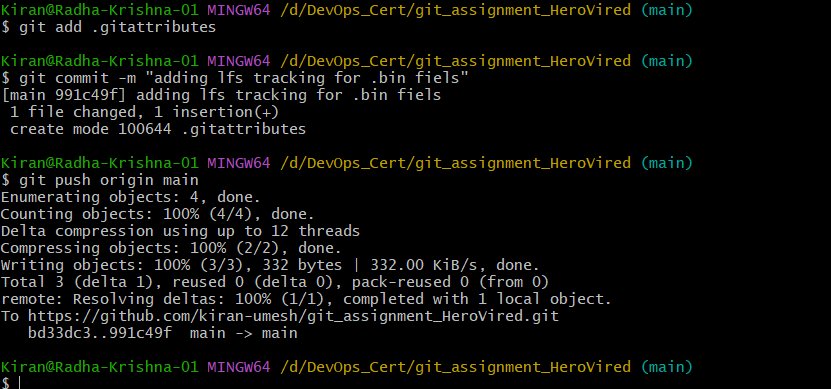 Kiran@Radha-Krishna-01 MINGW64 /d/DevOps_Cert/git_assignment_HeroVired (main)
$ git add .gitattributes
Kiran@Radha-Krishna-01 MINGW64 /d/DevOps_Cert/git_assignment_HeroVired (main)
$ git commit -m "adding lfs tracking for .bin fiels"
[main 991c49f] adding lfs tracking for .bin fiels
 1 file changed, 1 insertion(+)
 create mode 100644 .gitattributes
Kiran@Radha-Krishna-01 MINGW64 /d/DevOps_Cert/git_assignment_HeroVired (main)
$ git push origin main
Enumerating objects: 4, done.
Counting objects: 100% (4/4), done.
Delta compression using up to 12 threads
Compressing objects: 100% (2/2), done.
Writing objects: 100% (3/3), 332 bytes | 332.00 KiB/s, done.
Total 3 (delta 1), reused 0 (delta 0), pack-reused 0 (from 0)
remote: Resolving deltas: 100% (1/1), completed with 1 local object.
To https://github.com/kiran-umesh/git_assignment_HeroVired.git
   bd33dc3..991c49f  main -> main
Kiran@Radha-Krishna-01 MINGW64 /d/DevOps_Cert/git_assignment_HeroVired (main)
$